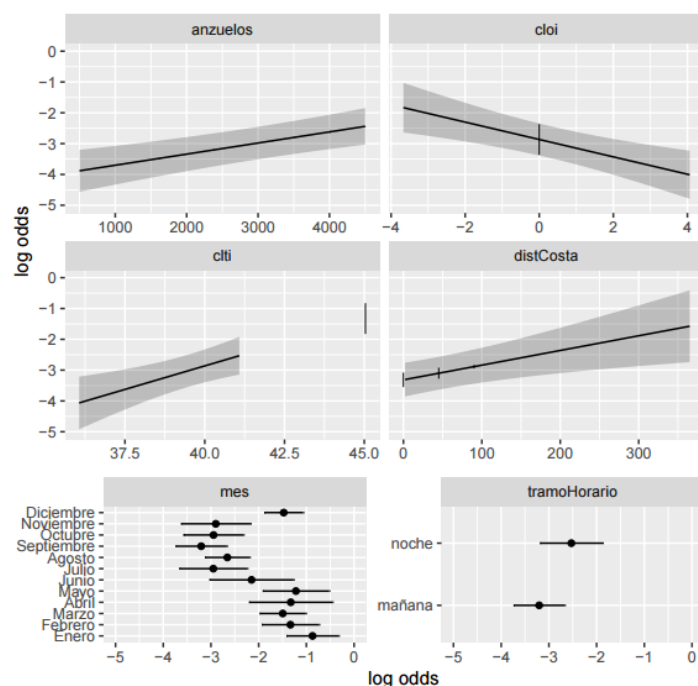 anzuelos
cloi
0
−1
−2
−3
−4
−5
1000 2000 3000 4000
−4 −2 0 2 4
log odds
clti
distCosta
0
−1
−2
−3
−4
−5
37.5 40.0 42.5 45.0
0 100 200 300
mes
tramoHorario
Diciembre
Noviembre
Octubre
Septiembre
Agosto
Julio
Junio
Mayo
Abril
Marzo
Febrero
Enero
noche
mañana
−5 −4 −3 −2 −1 0
−5 −4 −3 −2 −1 0
log odds